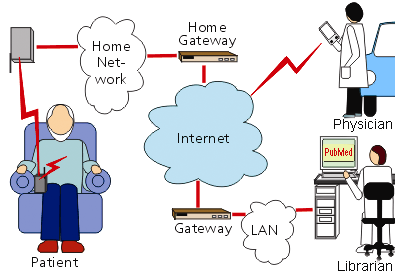 Home
Net-
work
Home
Gateway
Internet
Physician
PubMed
Patient
Gateway
LAN
Librarian